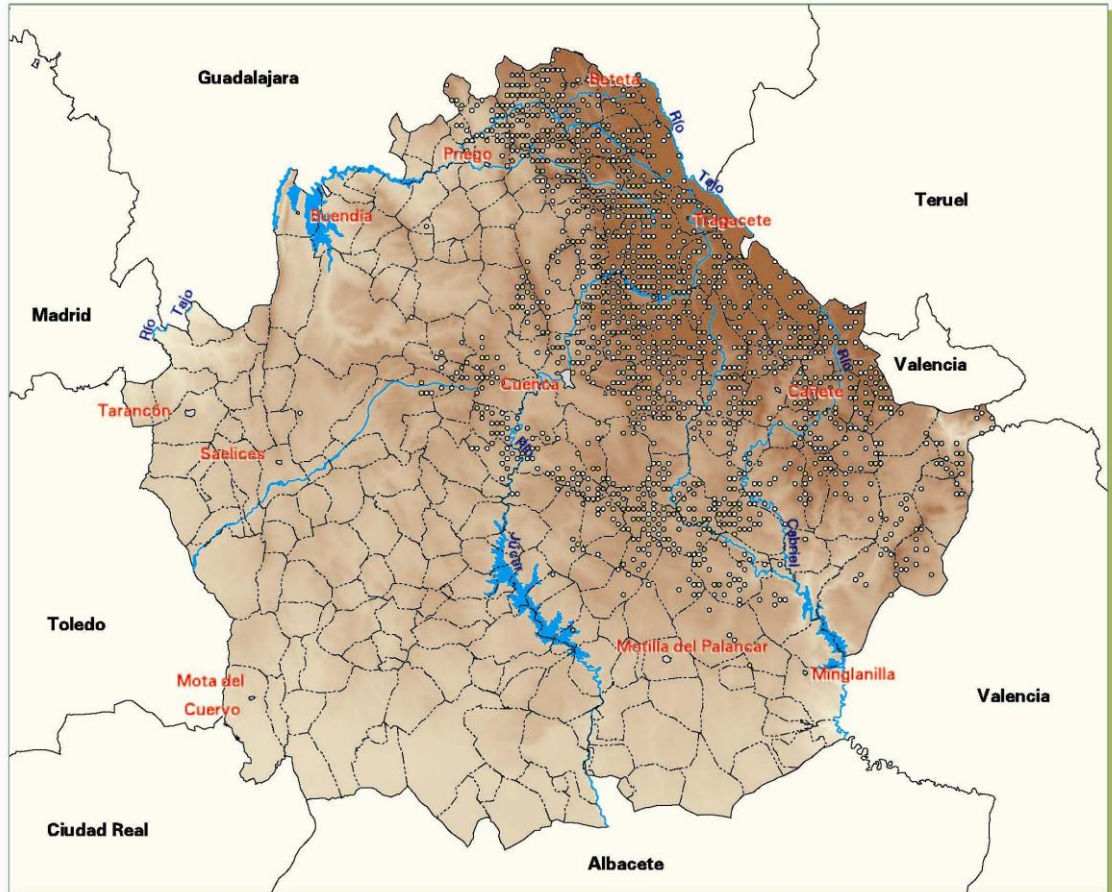 Guadalajara
Beteta
Río
Tajo
Priego
Buendía
Tragacete
Teruel
Madrid
Río
Tajo
Valencia
Río
Cañete
Cuenca
Tarancón
Saelices
Río
Júcar
Cabriel
Toledo
Motilla del Palancar
Minglanilla
Mota del
Cuervo
Valencia
Ciudad Real
Albacete